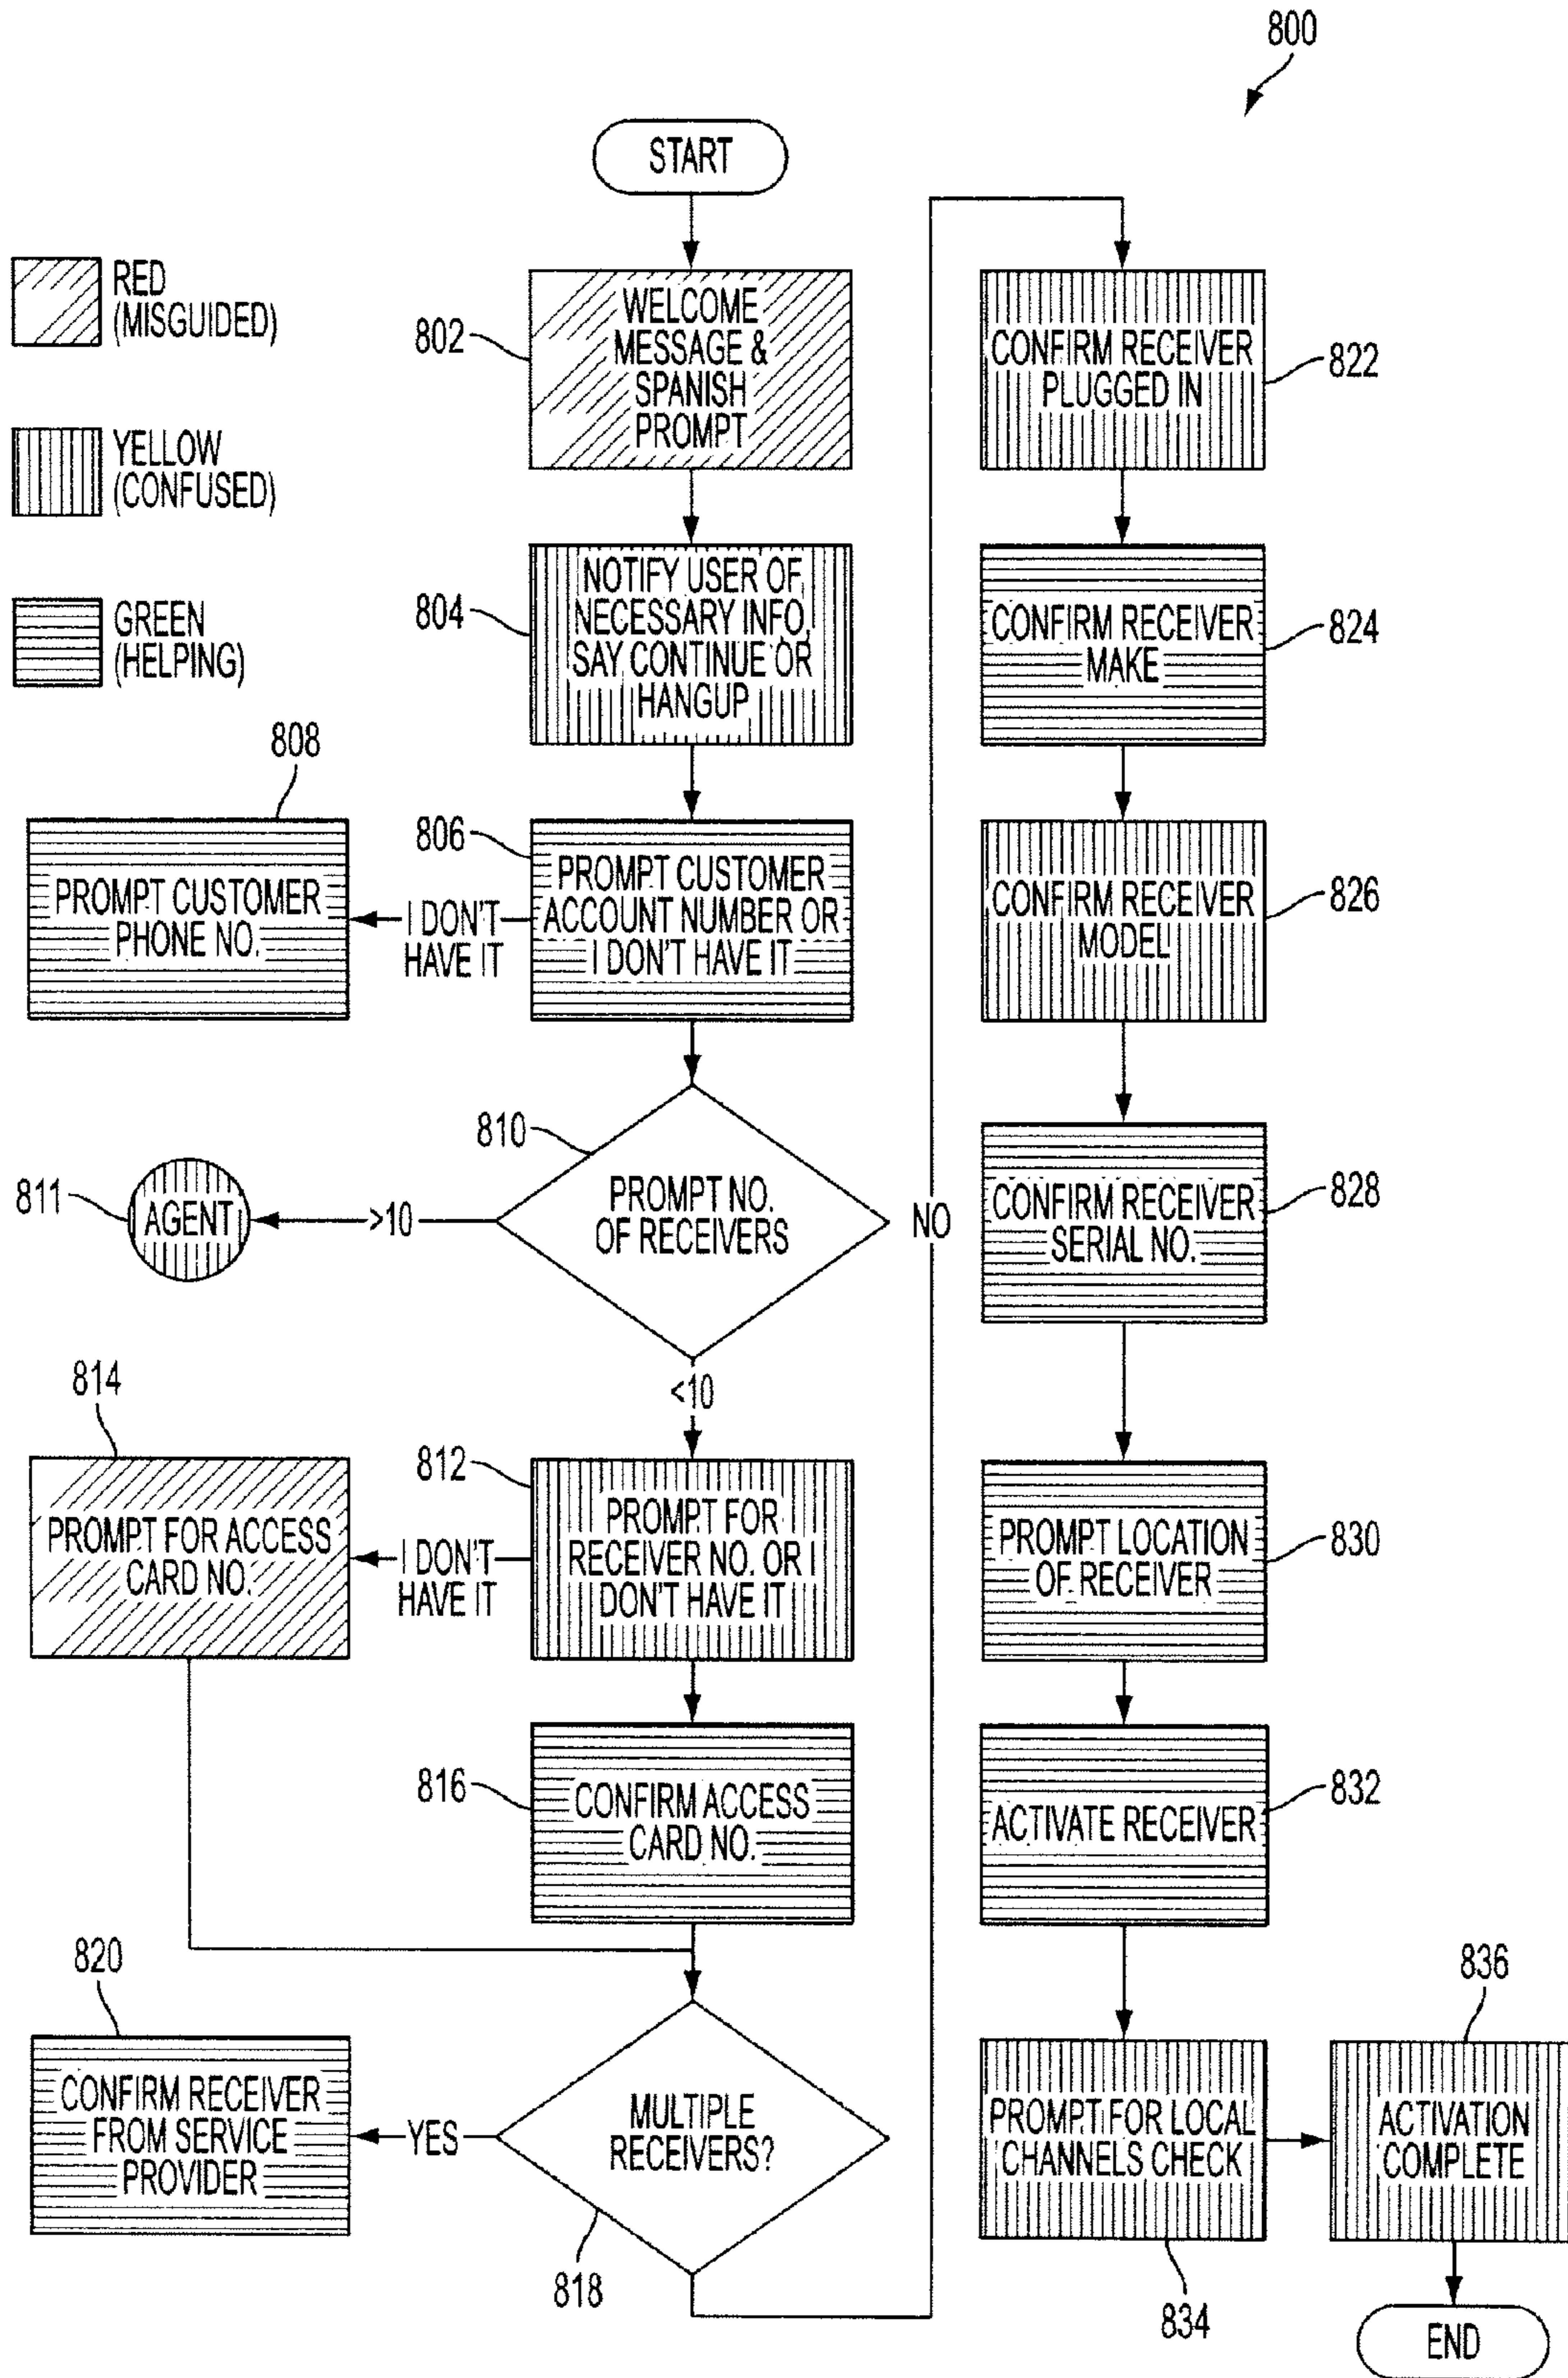 800
START
RED
(MISGUIDED)
YELLOW
(CONFUSED)
GREEN
(HELPING)
802
WELCOME
MESSAGE &
SPANISH
PROMPT
804
NOTIFY USER OF
NECESSARY INFO,
SAY CONTINUE OR
HANGUP
808
PROMPT CUSTOMER
PHONE NO.
I DON'T
HAVE IT
806
PROMPT CUSTOMER
ACCOUNT NUMBER OR
I DON'T HAVE IT
810
PROMPT NO.
OF RECEIVERS
811
AGENT
>10
NO
<10
814
PROMPT FOR ACCESS
CARD NO.
I DON'T
HAVE IT
812
PROMPT FOR
RECEIVER NO. OR I
DON'T HAVE IT
816
CONFIRM ACCESS
CARD NO.
820
CONFIRM RECEIVER
FROM SERVICE
PROVIDER
YES
MULTIPLE
RECEIVERS?
818
CONFIRM RECEIVER
PLUGGED IN
822
CONFIRM RECEIVER
MAKE
824
CONFIRM RECEIVER
MODEL
826
CONFIRM RECEIVER
SERIAL NO.
828
PROMPT LOCATION
OF RECEIVER
830
ACTIVATE RECEIVER
832
PROMPT FOR LOCAL
CHANNELS CHECK
834
836
ACTIVATION
COMPLETE
END